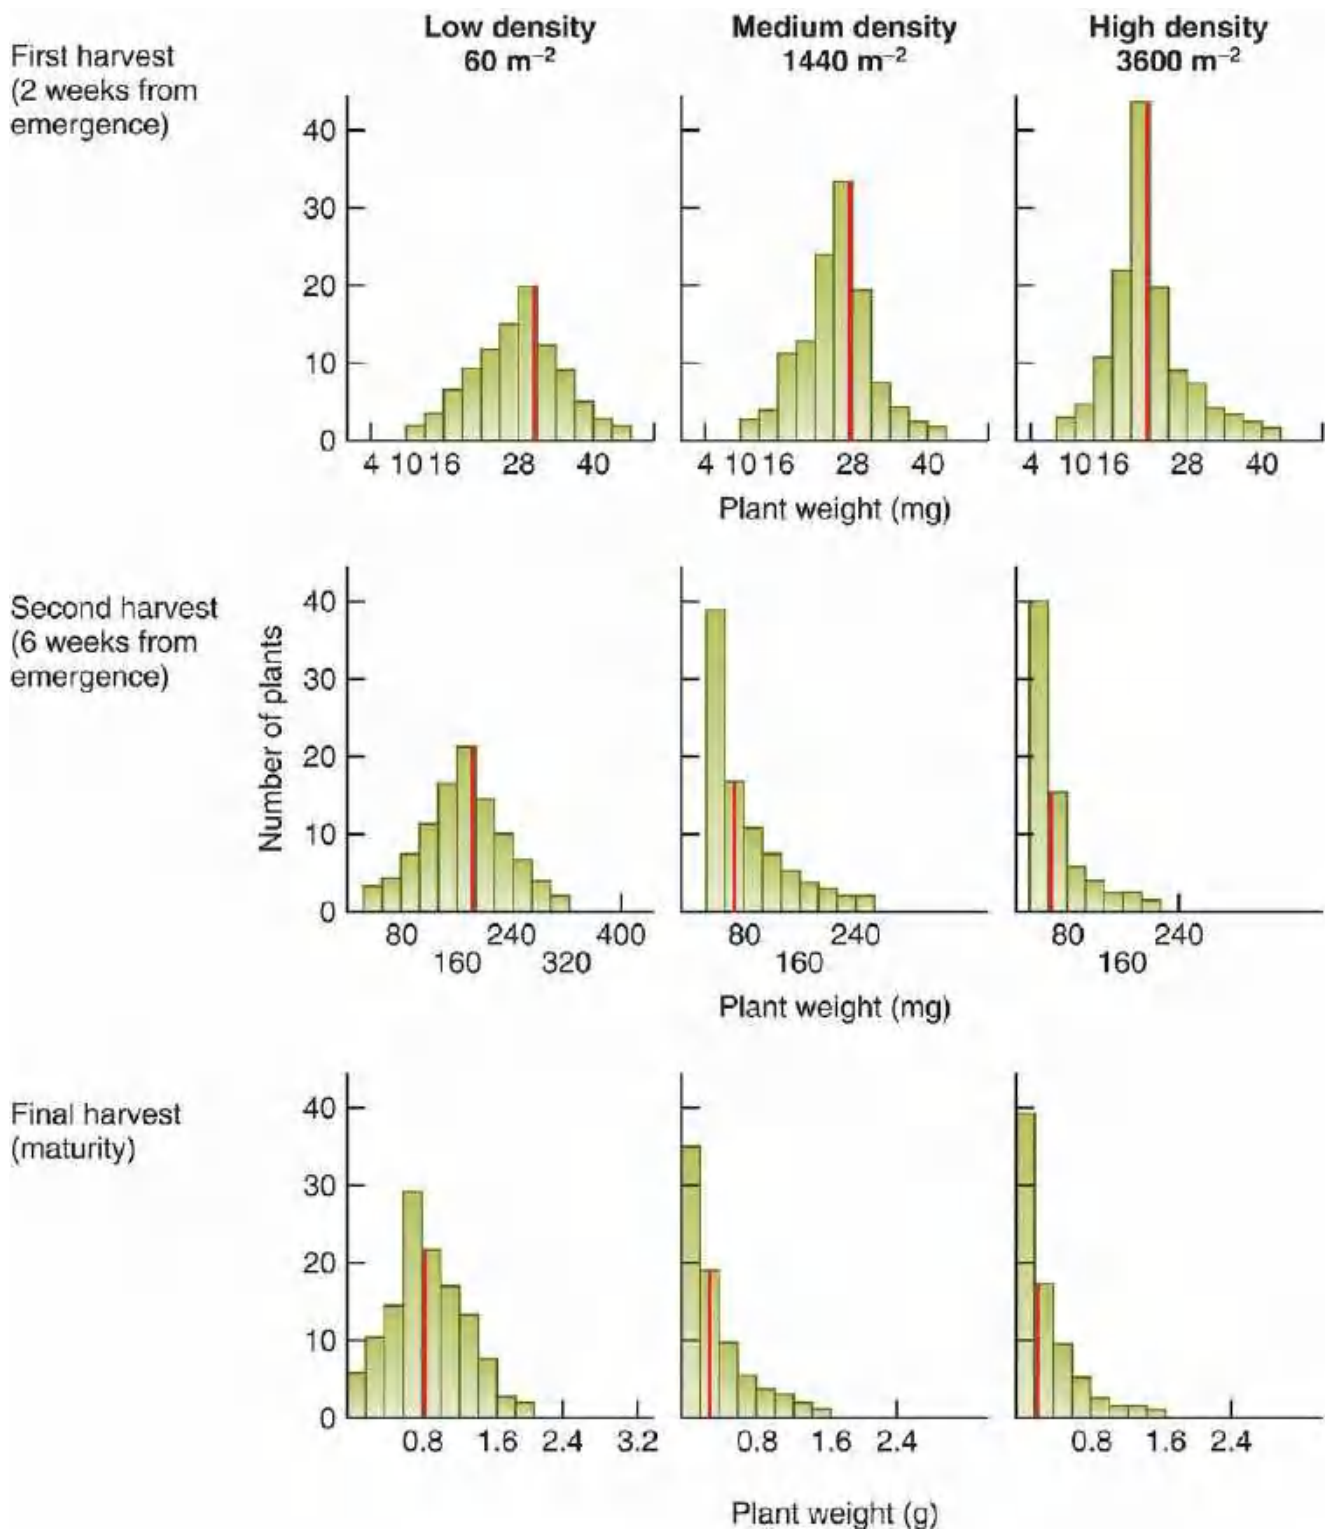 Low density
60 m⁻²
Medium density
1440 m⁻²
High density
3600 m⁻²
First harvest
(2 weeks from
emergence)
40
30
20
10
0
4 10 16 28 40
4 10 16 28 40
4 10 16 28 40
Plant weight (mg)
Second harvest
(6 weeks from
emergence)
Number of plants
40
30
20
10
0
80 240 400
160 320
80 240
160
80 240
160
Plant weight (mg)
Final harvest
(maturity)
40
30
20
10
0
0.8 1.6 2.4 3.2
0.8 1.6 2.4
0.8 1.6 2.4
Plant weight (g)